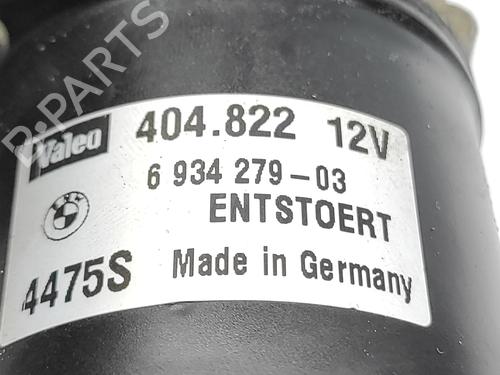 B-PARTS
Valeo 404.822 12V
6 934 279-03
ENTSTOERT
4475S Made in Germany